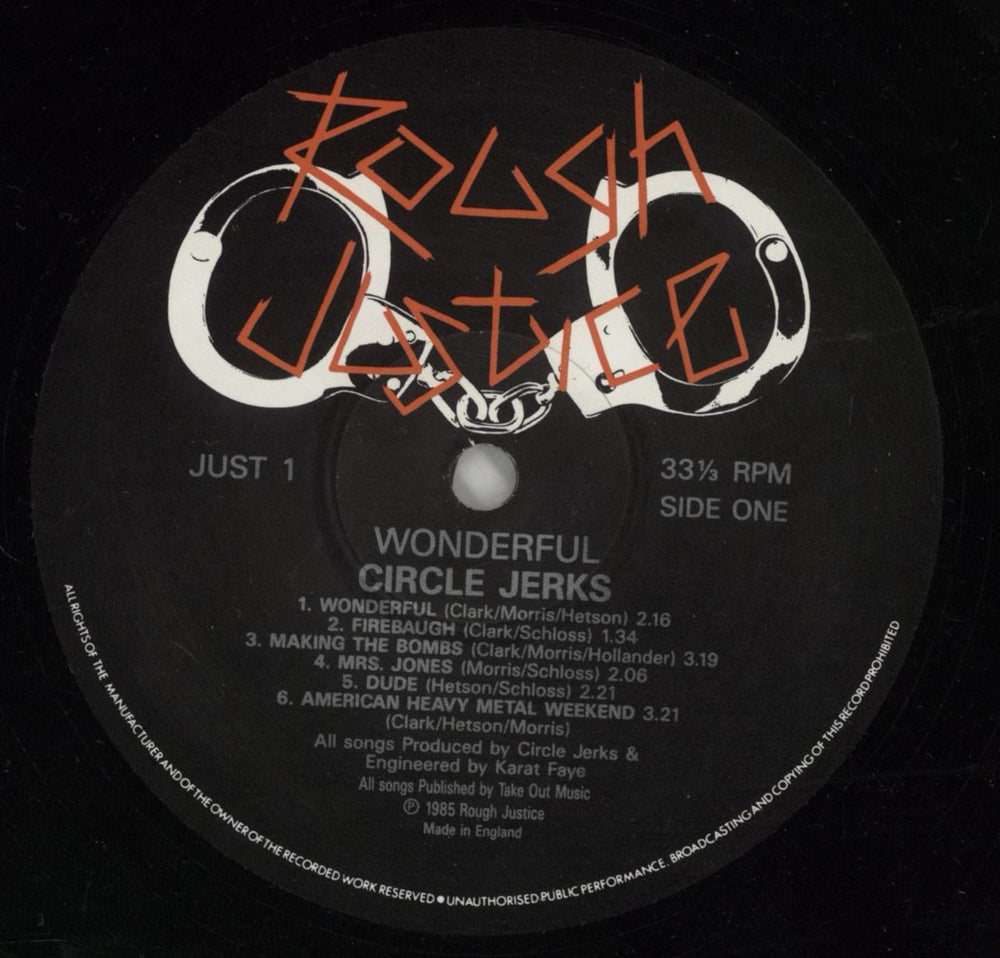 Rough
Justice
JUST 1
33⅓ RPM
SIDE ONE
WONDERFUL
CIRCLE JERKS
1. WONDERFUL (Clark/Morris/Hetson) 2.16
2. FIREBAUGH (Clark/Schloss) 1.34
3. MAKING THE BOMBS (Clark/Morris/Hollander) 3.19
4. MRS. JONES (Morris/Schloss) 2.06
5. DUDE (Hetson/Schloss) 2.21
6. AMERICAN HEAVY METAL WEEKEND 3.21
(Clark/Hetson/Morris)
All songs Produced by Circle Jerks &
Engineered by Karat Faye
All songs Published by Take Out Music
℗ 1985 Rough Justice
Made in England
ALL RIGHTS OF THE MANUFACTURER AND OF THE OWNER OF THE RECORDED WORK RESERVED ● UNAUTHORISED PUBLIC PERFORMANCE. BROADCASTING AND COPYING OF THIS RECORD PROHIBITED